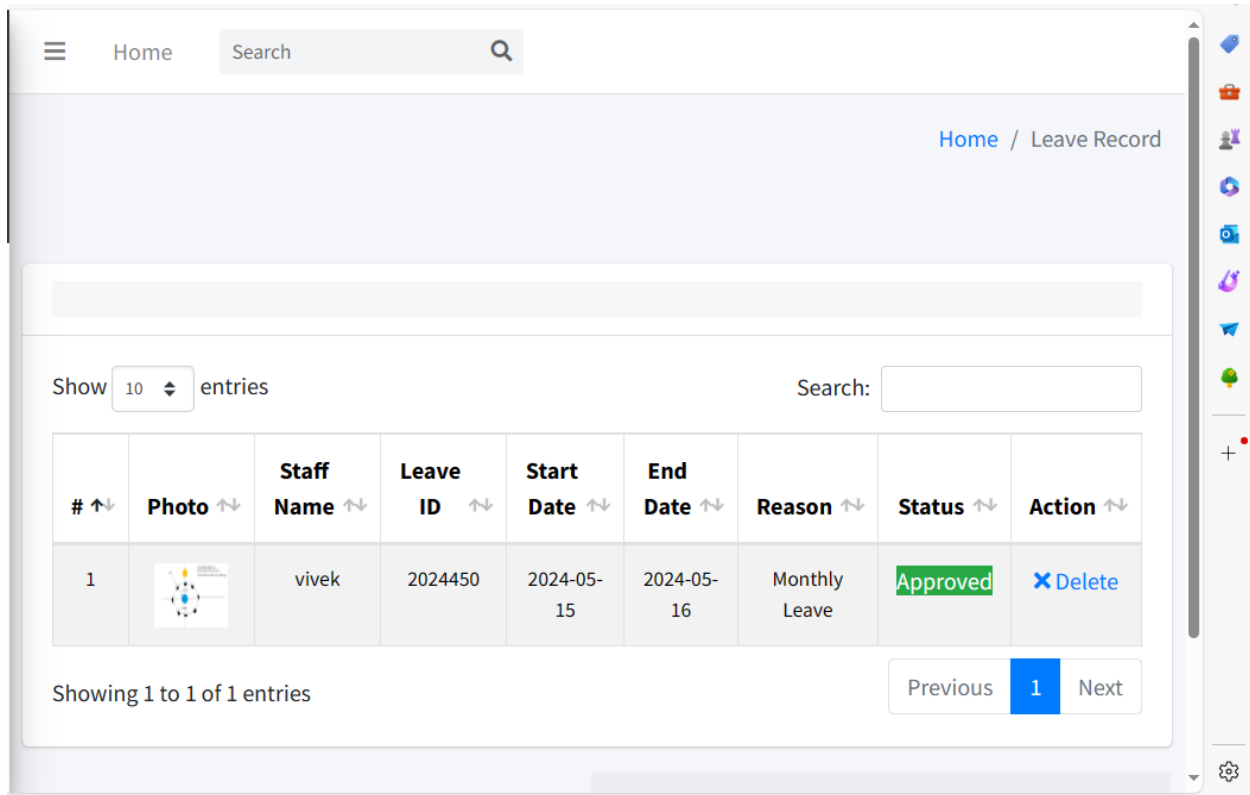 Home Search
Home / Leave Record
Show 10 entries Search:
# Photo Staff Name Leave ID Start Date End Date Reason Status Action
1 vivek 2024450 2024-05-15 2024-05-16 Monthly Leave Approved Delete
Showing 1 to 1 of 1 entries Previous 1 Next